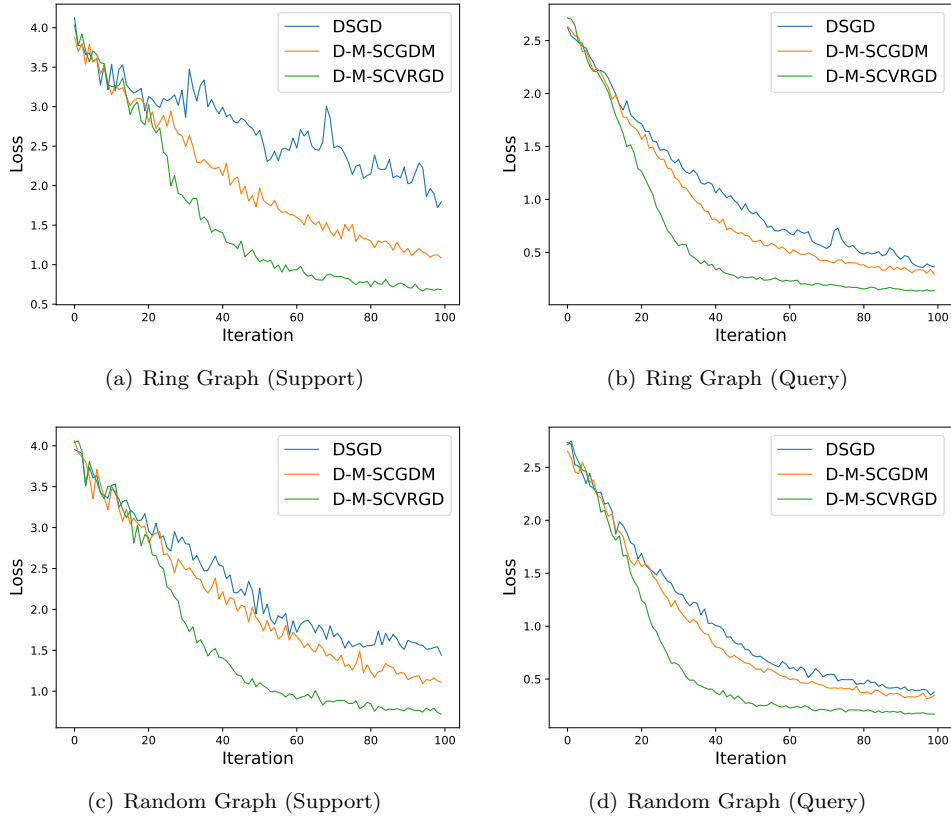 DSGD
D-M-SCGDM
D-M-SCVRGD
Loss
4.0
3.5
3.0
2.5
2.0
1.5
1.0
0.5
0 20 40 60 80 100
Iteration
(a) Ring Graph (Support)
DSGD
D-M-SCGDM
D-M-SCVRGD
Loss
2.5
2.0
1.5
1.0
0.5
0 20 40 60 80 100
Iteration
(b) Ring Graph (Query)
DSGD
D-M-SCGDM
D-M-SCVRGD
Loss
4.0
3.5
3.0
2.5
2.0
1.5
1.0
0 20 40 60 80 100
Iteration
(c) Random Graph (Support)
DSGD
D-M-SCGDM
D-M-SCVRGD
Loss
2.5
2.0
1.5
1.0
0.5
0 20 40 60 80 100
Iteration
(d) Random Graph (Query)